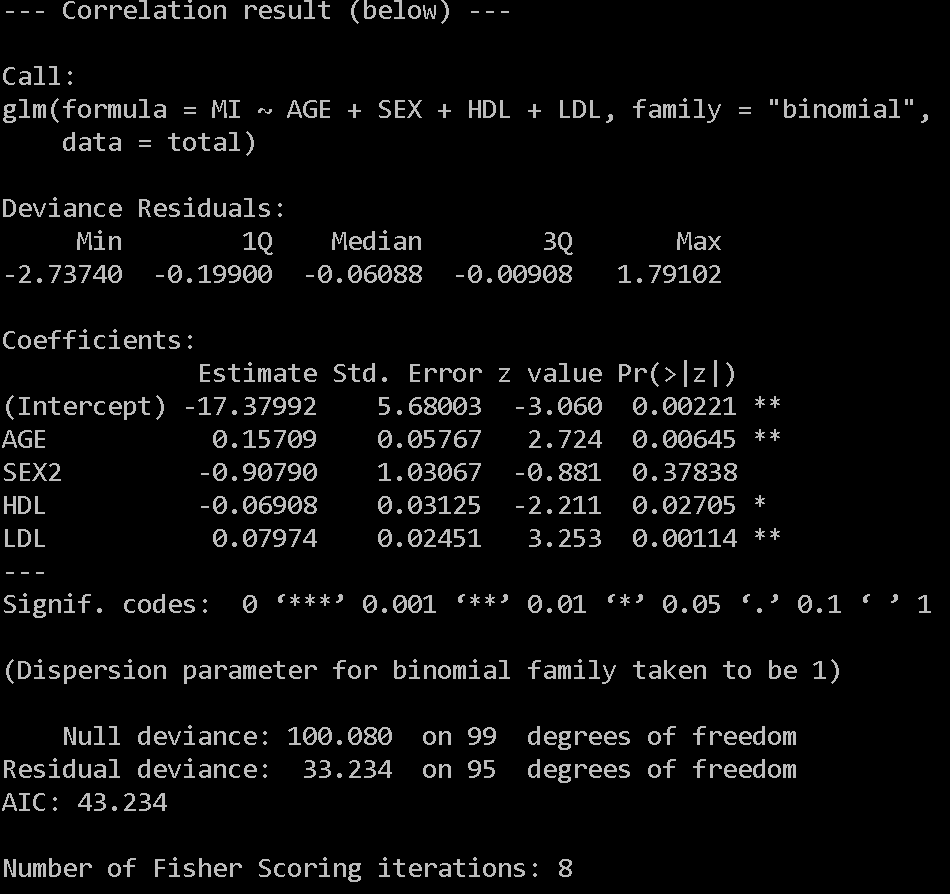 --- Correlation result (below) ---
Call:
glm(formula = MI ~ AGE + SEX + HDL + LDL, family = "binomial",
    data = total)
Deviance Residuals:
     Min        1Q    Median        3Q       Max
-2.73740  -0.19900  -0.06088  -0.00908   1.79102
Coefficients:
             Estimate Std. Error z value Pr(>|z|)
(Intercept) -17.37992    5.68003  -3.060  0.00221 **
AGE           0.15709    0.05767   2.724  0.00645 **
SEX2         -0.90790    1.03067  -0.881  0.37838
HDL          -0.06908    0.03125  -2.211  0.02705 *
LDL           0.07974    0.02451   3.253  0.00114 **
---
Signif. codes:  0 ‘***’ 0.001 ‘**’ 0.01 ‘*’ 0.05 ‘.’ 0.1 ‘ ’ 1
(Dispersion parameter for binomial family taken to be 1)
    Null deviance: 100.080  on 99  degrees of freedom
Residual deviance:  33.234  on 95  degrees of freedom
AIC: 43.234
Number of Fisher Scoring iterations: 8